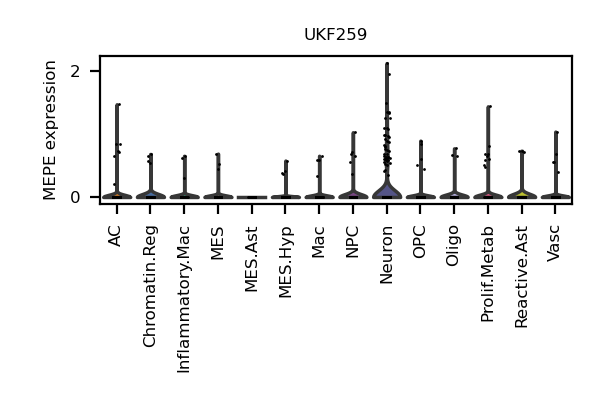 UKF259
MEPE expression
2
0
AC
Chromatin.Reg
Inflammatory.Mac
MES
MES.Ast
MES.Hyp
Mac
NPC
Neuron
OPC
Oligo
Prolif.Metab
Reactive.Ast
Vasc